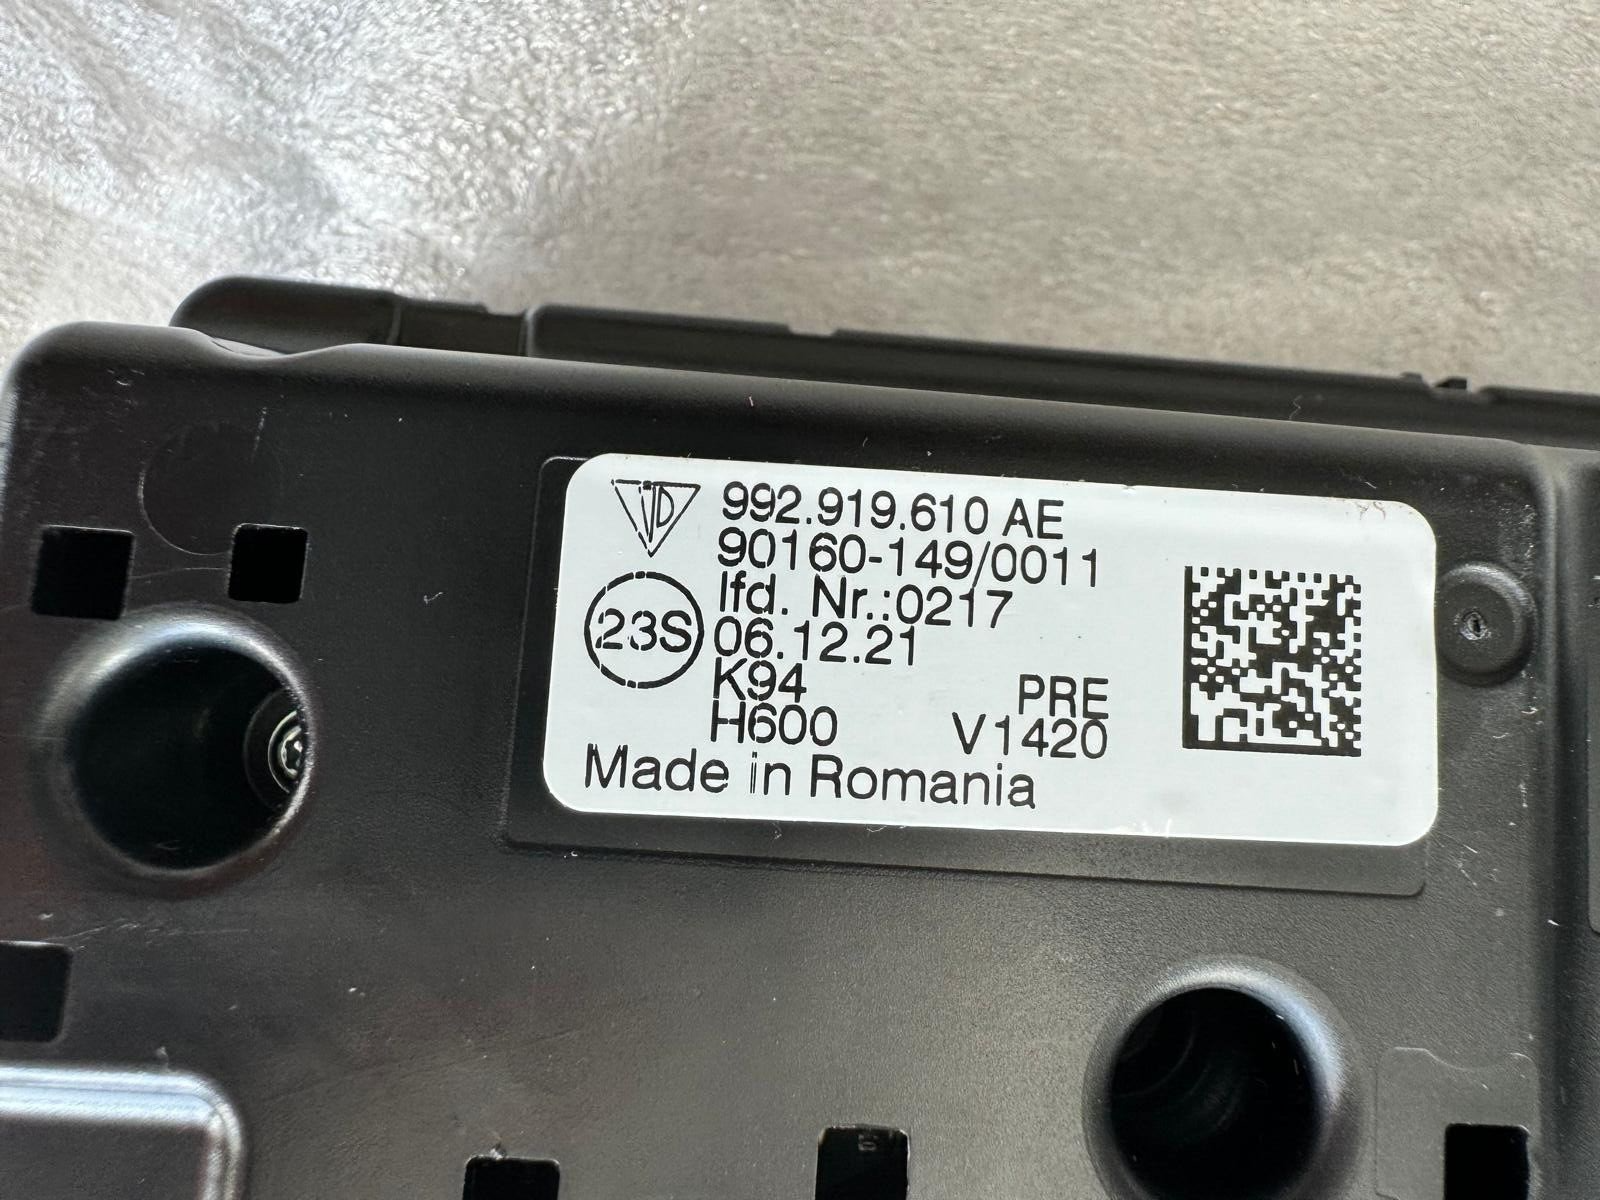 992.919.610 AE
90160-149/0011
lfd. Nr.:0217
23S 06.12.21
K94 PRE
H600 V1420
Made in Romania